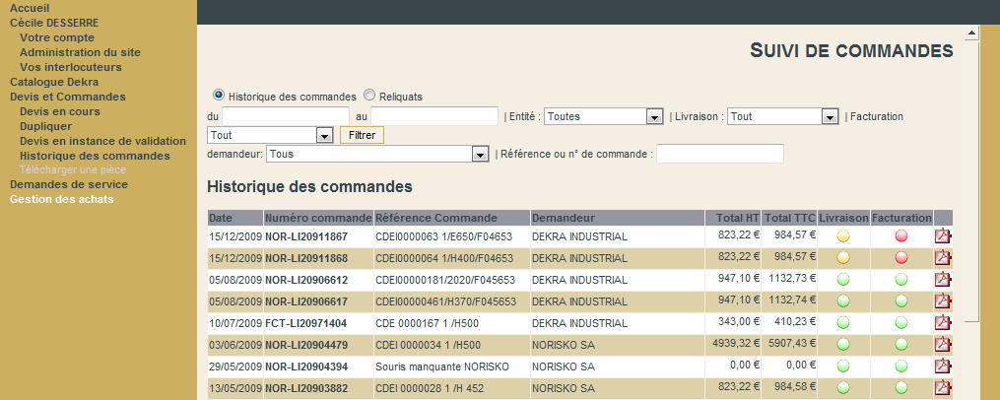 Accueil
Cécile DESSERRE
Votre compte
Administration du site
Vos interlocuteurs
Catalogue Dekra
Devis et Commandes
Devis en cours
Dupliquer
Devis en instance de validation
Historique des commandes
Télécharger une pièce
Demandes de service
Gestion des achats
SUIVI DE COMMANDES
Historique des commandes Reliquats
du au | Entité : Toutes | Livraison : Tout | Facturation
Tout Filtrer
demandeur: Tous | Référence ou n° de commande :
Historique des commandes
Date Numéro commande Référence Commande Demandeur Total HT Total TTC Livraison Facturation
15/12/2009 NOR-LI20911867 CDEI0000063 1/E650/F04653 DEKRA INDUSTRIAL 823,22 € 984,57 €
15/12/2009 NOR-LI20911868 CDEI0000064 1/H400/F04653 DEKRA INDUSTRIAL 823,22 € 984,57 €
05/08/2009 NOR-LI20906612 CDEI00000181/2020/F045653 DEKRA INDUSTRIAL 947,10 € 1132,73 €
05/08/2009 NOR-LI20906617 CDEI00000461/H370/F045653 DEKRA INDUSTRIAL 947,10 € 1132,74 €
10/07/2009 FCT-LI20971404 CDE 0000167 1 /H500 DEKRA INDUSTRIAL 343,00 € 410,23 €
03/06/2009 NOR-LI20904479 CDEI 0000034 1 /H500 NORISKO SA 4939,32 € 5907,43 €
29/05/2009 NOR-LI20904394 Souris manquante NORISKO NORISKO SA 0,00 € 0,00 €
13/05/2009 NOR-LI20903882 CDEI 0000028 1 /H 452 NORISKO SA 823,22 € 984,58 €